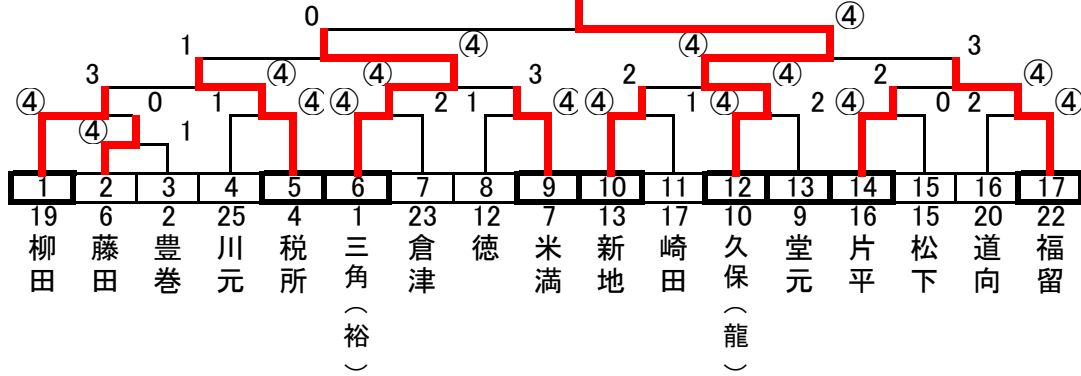 0 ④
1 ④ ④ 3
3 ④ ④ 3 2 ④ 2 ④
④ 0 1 ④ ④ 2 1 ④ ④ 1 ④ 2 ④ 0 2 ④
④ 1
1 2 3 4 5 6 7 8 9 10 11 12 13 14 15 16 17
19 6 2 25 4 1 23 12 7 13 17 10 9 16 15 20 22
柳田 藤田 豊巻 川元 税所 三角(裕) 倉津 徳 米満 新地 崎田 久保(龍) 堂元 片平 松下 道向 福留